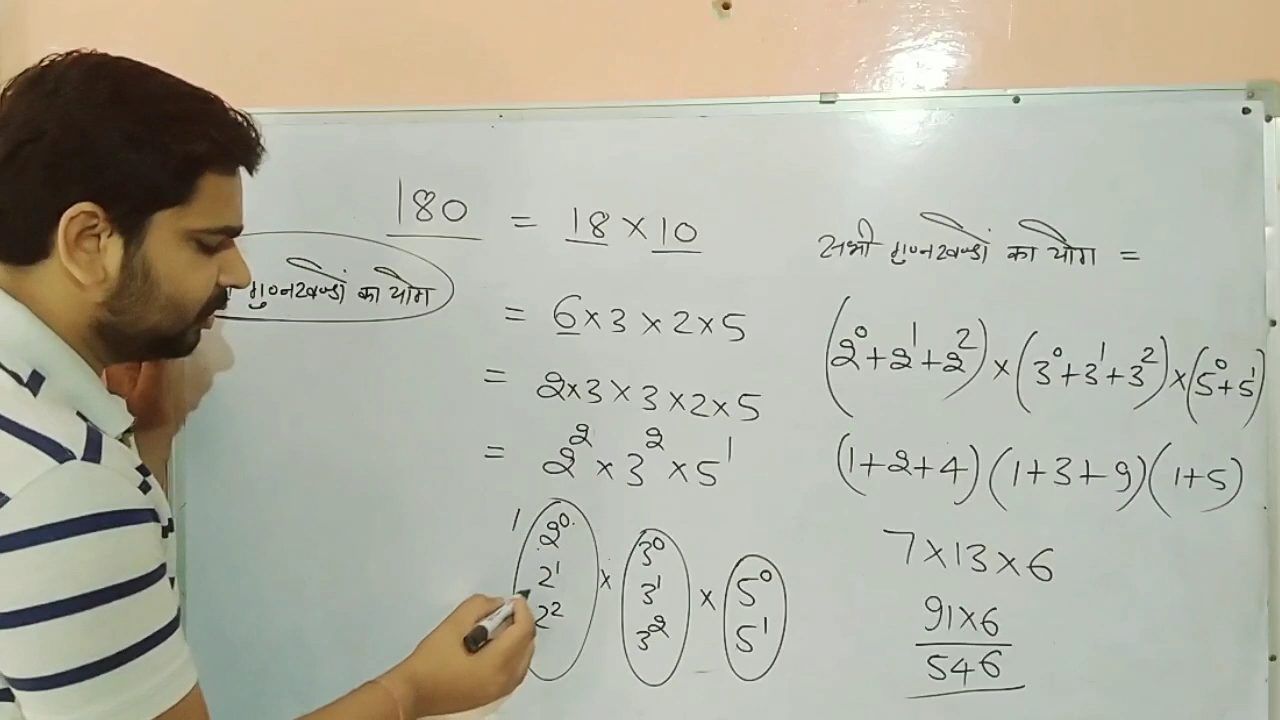 180 = 18 × 10
गुणनखण्डों का योग
= 6 × 3 × 2 × 5
= 2 × 3 × 3 × 2 × 5
= 2² × 3² × 5¹
1 2⁰ 2¹ 2² × 3⁰ 3¹ 3² × 5⁰ 5¹
सभी गुणनखण्डों का योग =
(2⁰+2¹+2²) × (3⁰+3¹+3²) × (5⁰+5¹)
(1+2+4) (1+3+9) (1+5)
7 × 13 × 6
91 × 6
546